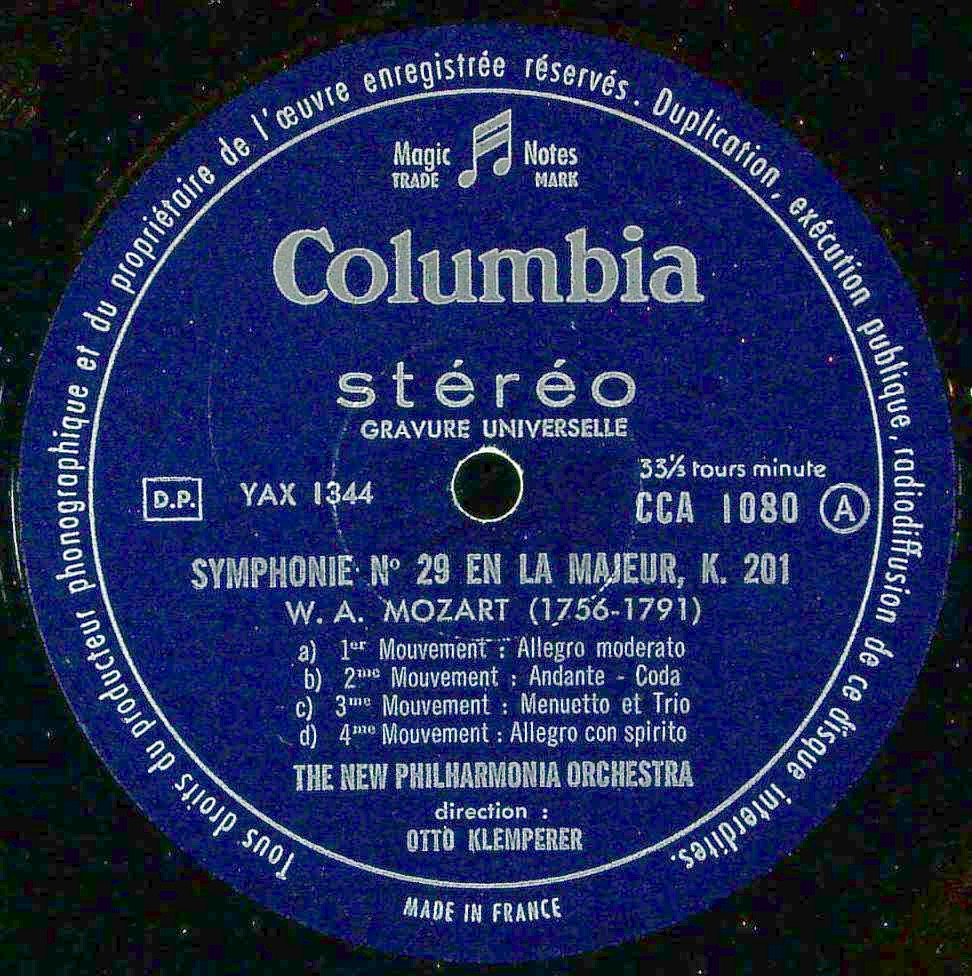 Tous droits du producteur phonographique et du propriétaire de l'œuvre enregistrée réservés. Duplication, exécution publique, radiodiffusion de ce disque interdites.
Magic Notes
TRADE MARK
Columbia
stéréo
GRAVURE UNIVERSELLE
33⅓ tours minute
D.P. YAX 1344 CCA 1080 A
SYMPHONIE N° 29 EN LA MAJEUR, K. 201
W. A. MOZART (1756-1791)
a) 1er Mouvement : Allegro moderato
b) 2me Mouvement : Andante - Coda
c) 3me Mouvement : Menuetto et Trio
d) 4me Mouvement : Allegro con spirito
THE NEW PHILHARMONIA ORCHESTRA
direction :
OTTO KLEMPERER
MADE IN FRANCE